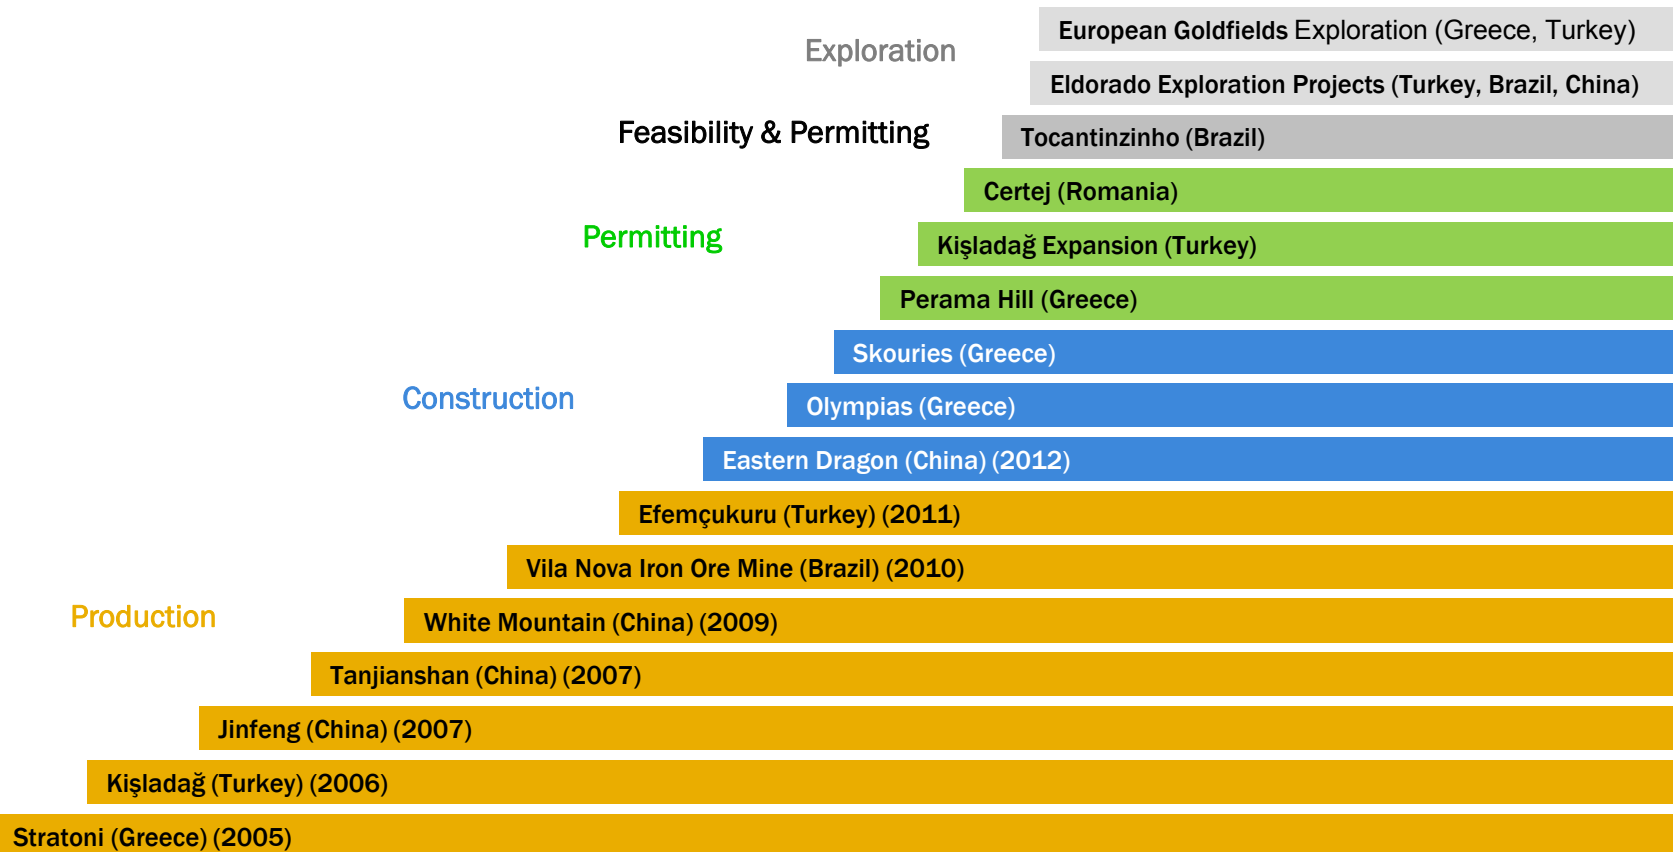 European Goldfields Exploration (Greece, Turkey)
Exploration
Eldorado Exploration Projects (Turkey, Brazil, China)
Feasibility & Permitting
Tocantinzinho (Brazil)
Certej (Romania)
Permitting
Kişladağ Expansion (Turkey)
Perama Hill (Greece)
Skouries (Greece)
Construction
Olympias (Greece)
Eastern Dragon (China) (2012)
Efemçukuru (Turkey) (2011)
Vila Nova Iron Ore Mine (Brazil) (2010)
Production
White Mountain (China) (2009)
Tanjianshan (China) (2007)
Jinfeng (China) (2007)
Kişladağ (Turkey) (2006)
Stratoni (Greece) (2005)